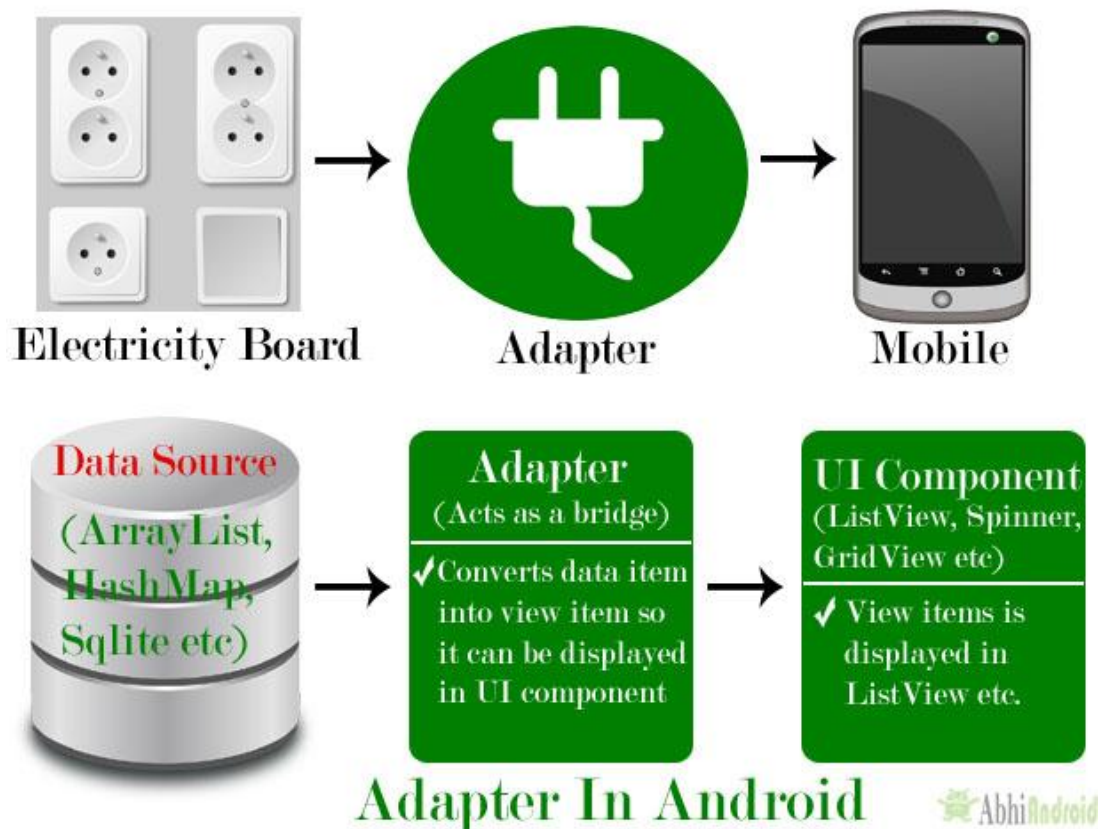 Electricity Board
Adapter
Mobile
Data Source
(ArrayList,
HashMap,
Sqlite etc)
Adapter
(Acts as a bridge)
✓Converts data item
into view item so
it can be displayed
in UI component
UI Component
(ListView, Spinner,
GridView etc)
✓ View items is
displayed in
ListView etc.
Adapter In Android
AbhiAndroid